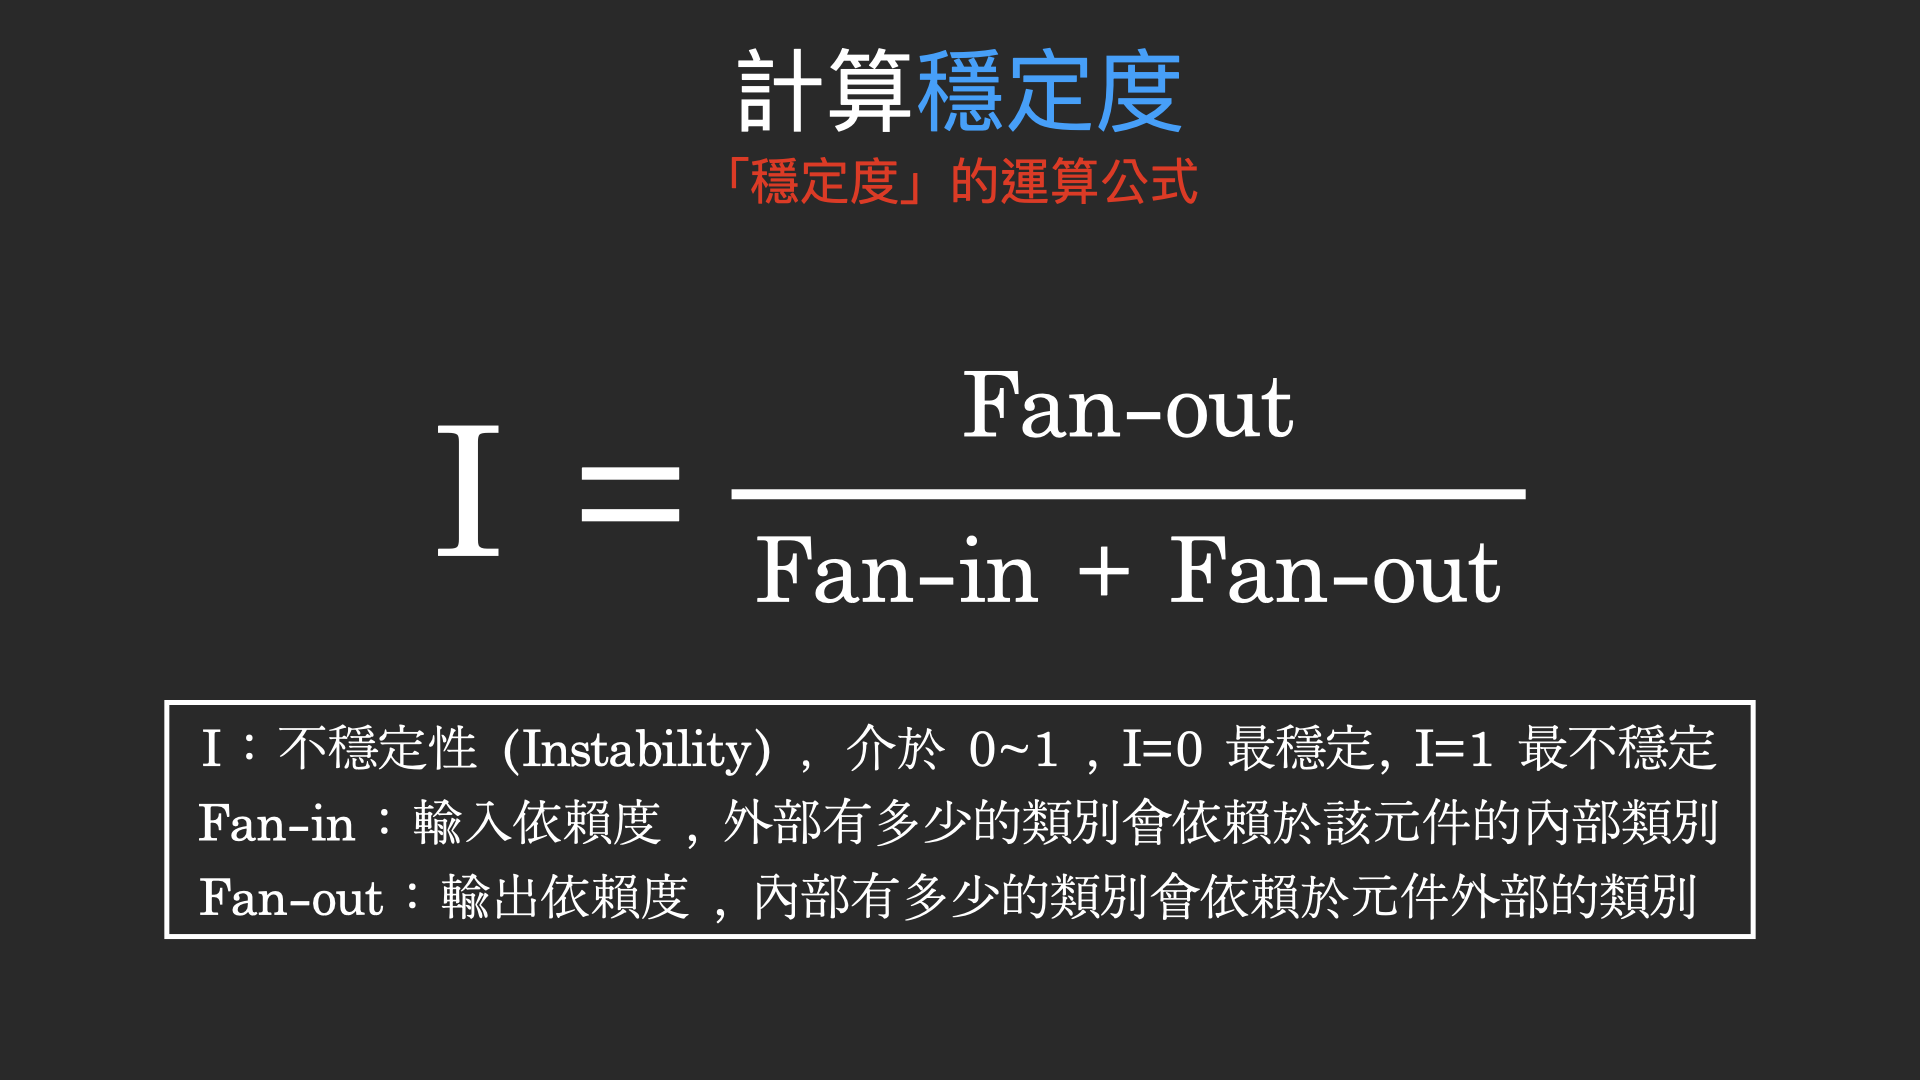 計算穩定度
「穩定度」的運算公式
I = Fan-out
Fan-in + Fan-out
I：不穩定性 (Instability) , 介於 0~1 , I=0 最穩定, I=1 最不穩定
Fan-in：輸入依賴度 , 外部有多少的類別會依賴於該元件的內部類別
Fan-out：輸出依賴度 , 內部有多少的類別會依賴於元件外部的類別